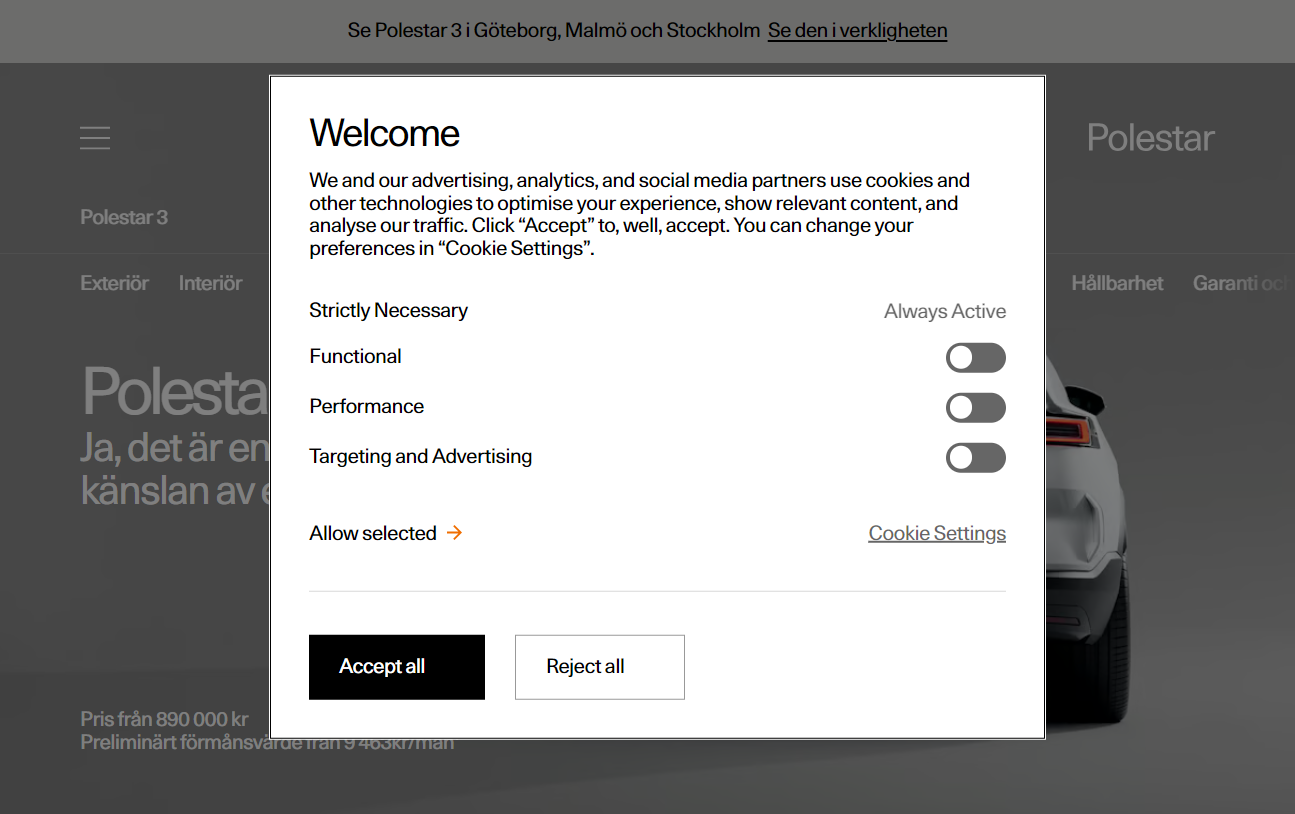 Se Polestar 3 i Göteborg, Malmö och Stockholm Se den i verkligheten
Polestar
Polestar 3
Exteriör Interiör Hållbarhet Garanti och
Welcome
We and our advertising, analytics, and social media partners use cookies and
other technologies to optimise your experience, show relevant content, and
analyse our traffic. Click “Accept” to, well, accept. You can change your
preferences in “Cookie Settings”.
Strictly Necessary Always Active
Functional
Performance
Targeting and Advertising
Allow selected → Cookie Settings
Accept all Reject all
Ja, det är en
känslan av
Pris från 890 000 kr
Preliminärt förmånsvärde från 9 463kr/mån